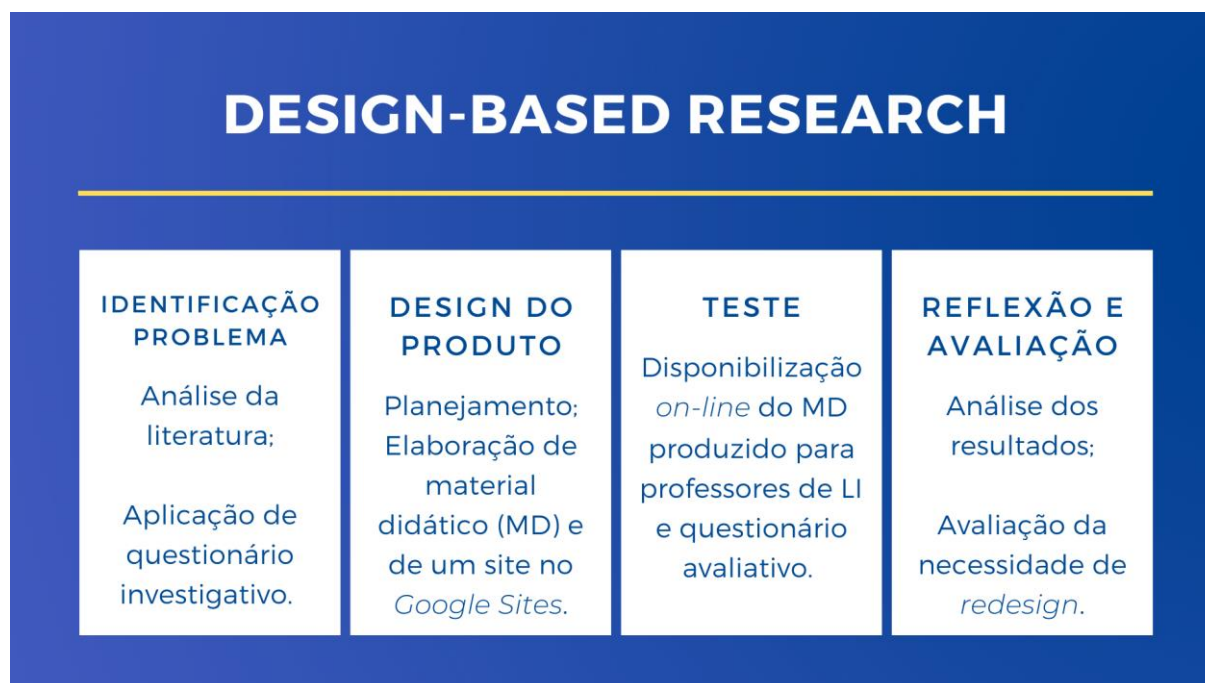 DESIGN-BASED RESEARCH
IDENTIFICAÇÃO
PROBLEMA
Análise da
literatura;
Aplicação de
questionário
investigativo.
DESIGN DO
PRODUTO
Planejamento;
Elaboração de
material
didático (MD) e
de um site no
Google Sites.
TESTE
Disponibilização
on-line do MD
produzido para
professores de LI
e questionário
avaliativo.
REFLEXÃO E
AVALIAÇÃO
Análise dos
resultados;
Avaliação da
necessidade de
redesign.